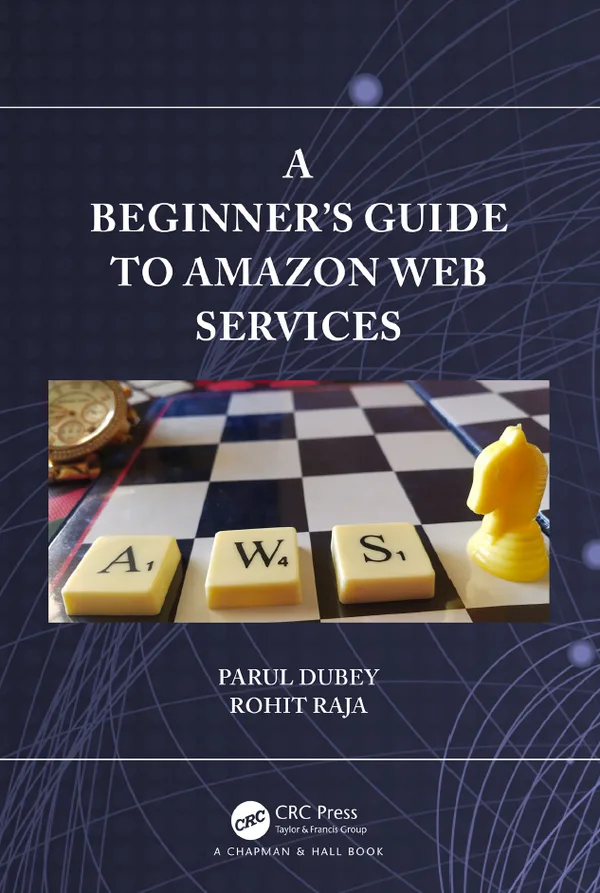 A
BEGINNER'S GUIDE
TO AMAZON WEB
SERVICES
A1 W4 S1
PARUL DUBEY
ROHIT RAJA
CRC CRC Press
Taylor & Francis Group
A CHAPMAN & HALL BOOK